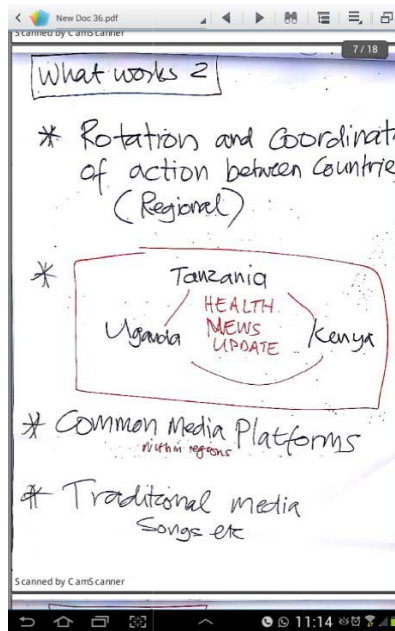 New Doc 36.pdf
Scanned by CamScanner
7 / 18
What works 2
* Rotation and Coordinat
of action between Countrie
(Regional)
* Tanzania
HEALTH
Uganda NEWS Kenya
UPDATE
* Common Media Platforms
within regions
* Traditional media
Songs etc
Scanned by CamScanner
11:14